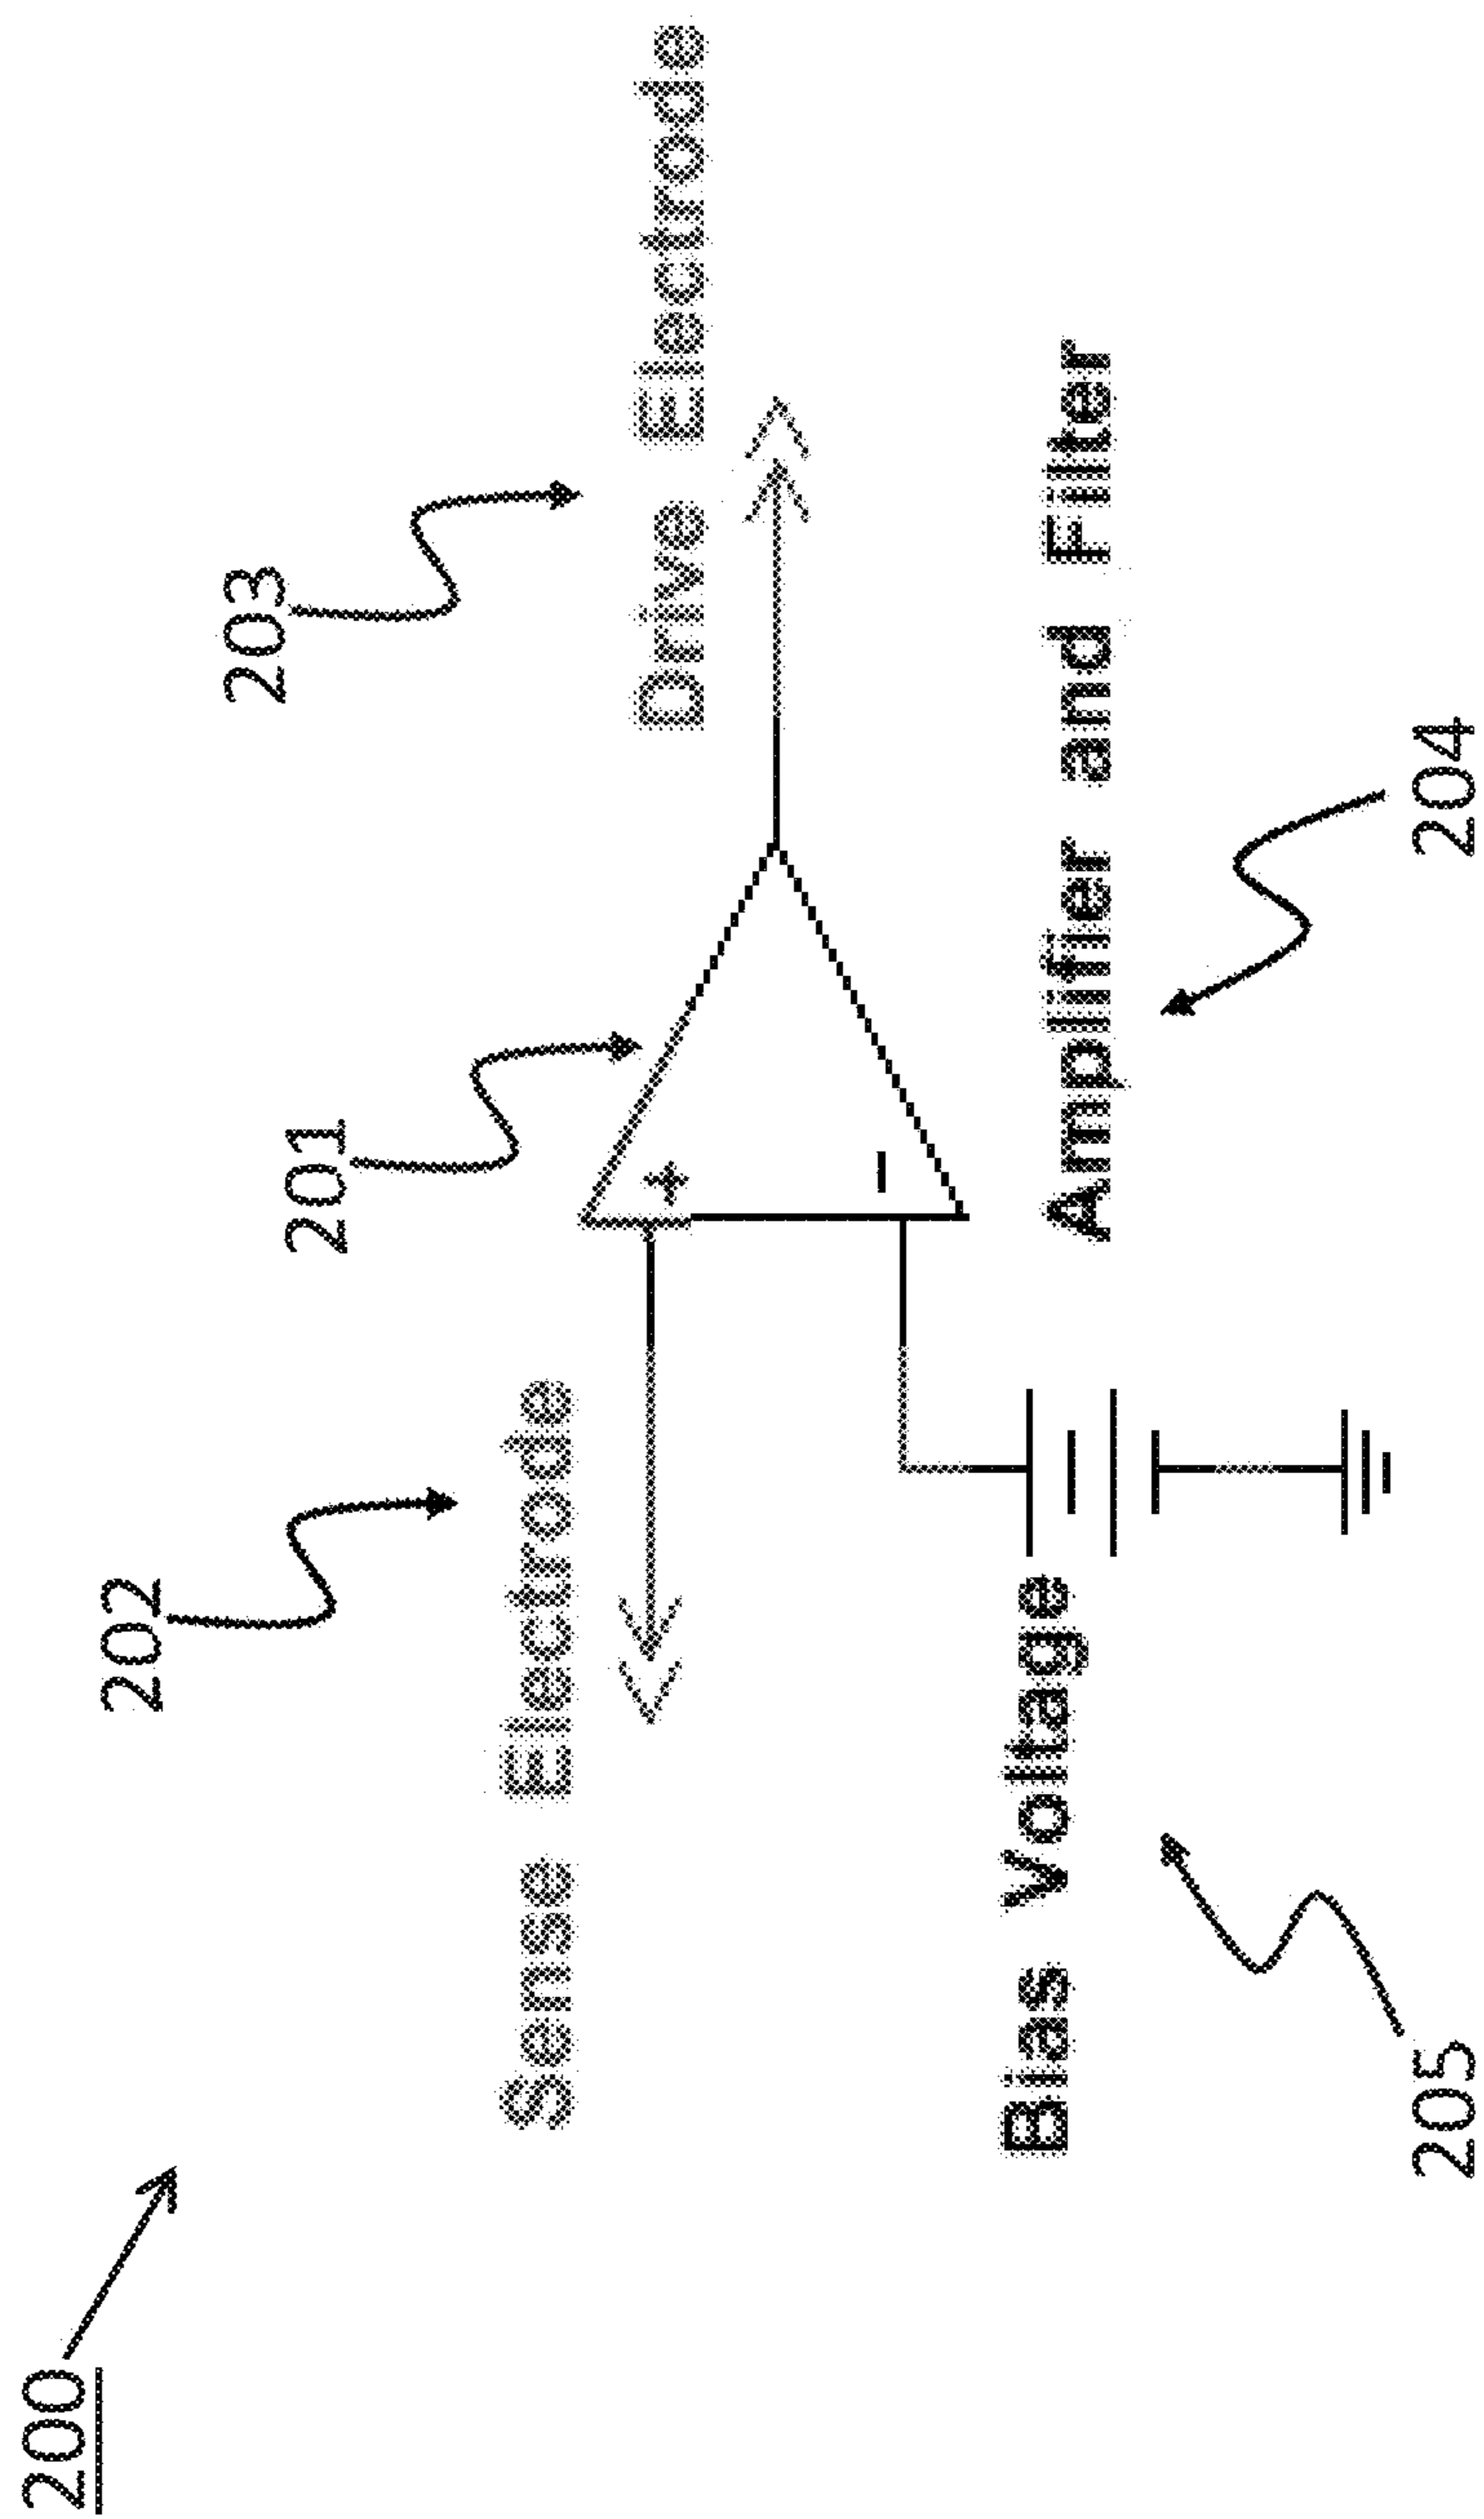 200
202
201
203
Sense Electrode
Drive Electrode
+
−
Bias Voltage
Amplifier and Filter
205
204